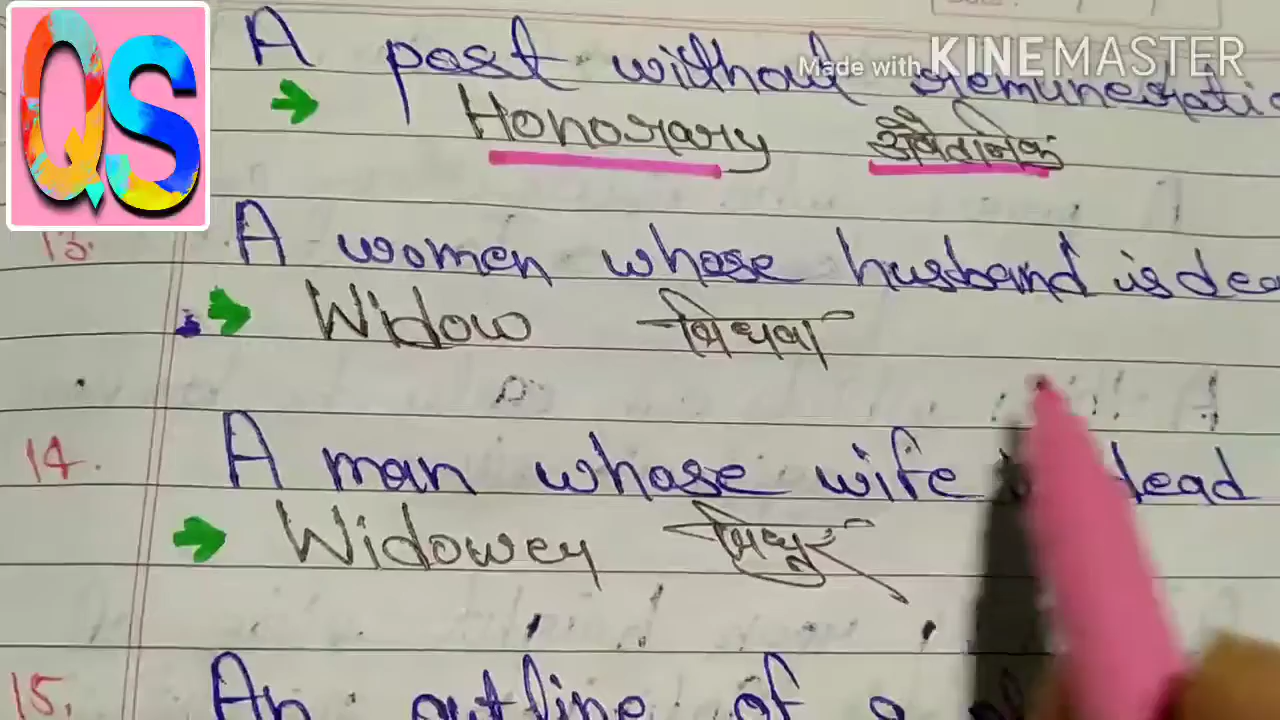 QS
Made with KINEMASTER
A post without remunerati
Honorary अवैतनिक
13. A women whose husband is dea
Widow विधवा
14. A man whose wife dead
Widower विधुर
15. An outline of a